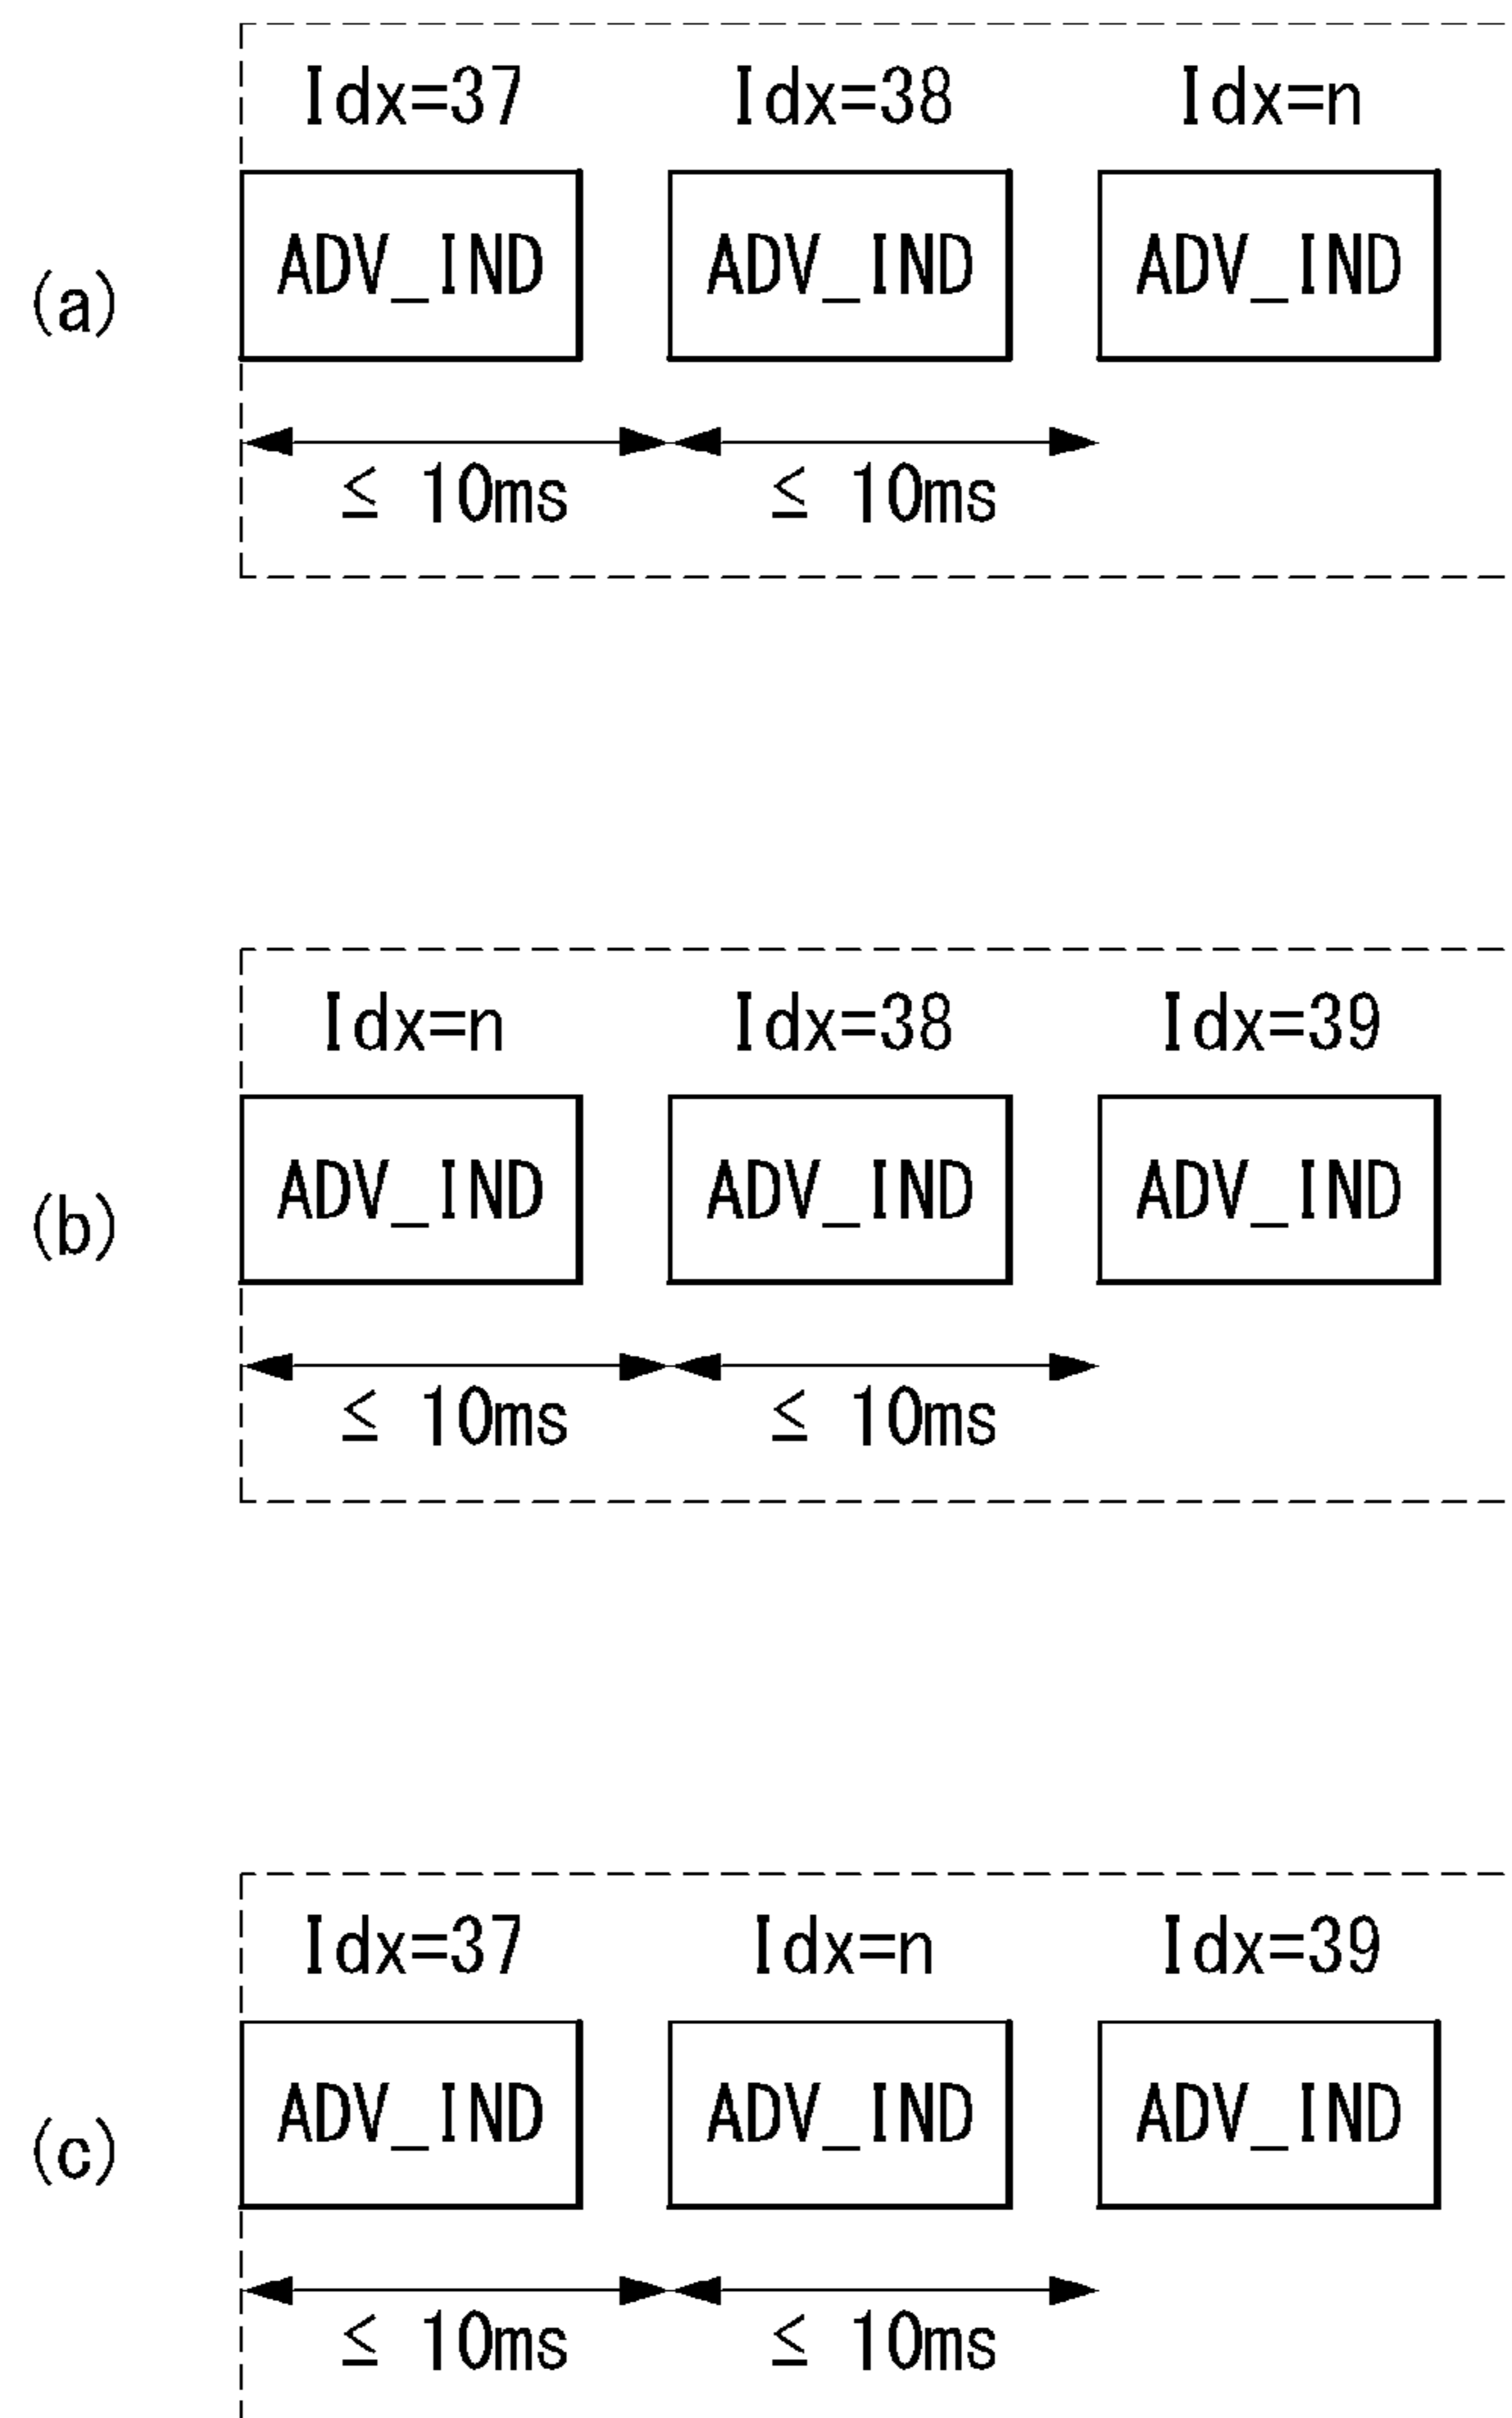 Idx=37 Idx=38 Idx=n
(a) ADV_IND ADV_IND ADV_IND
≤ 10ms ≤ 10ms
Idx=n Idx=38 Idx=39
(b) ADV_IND ADV_IND ADV_IND
≤ 10ms ≤ 10ms
Idx=37 Idx=n Idx=39
(c) ADV_IND ADV_IND ADV_IND
≤ 10ms ≤ 10ms